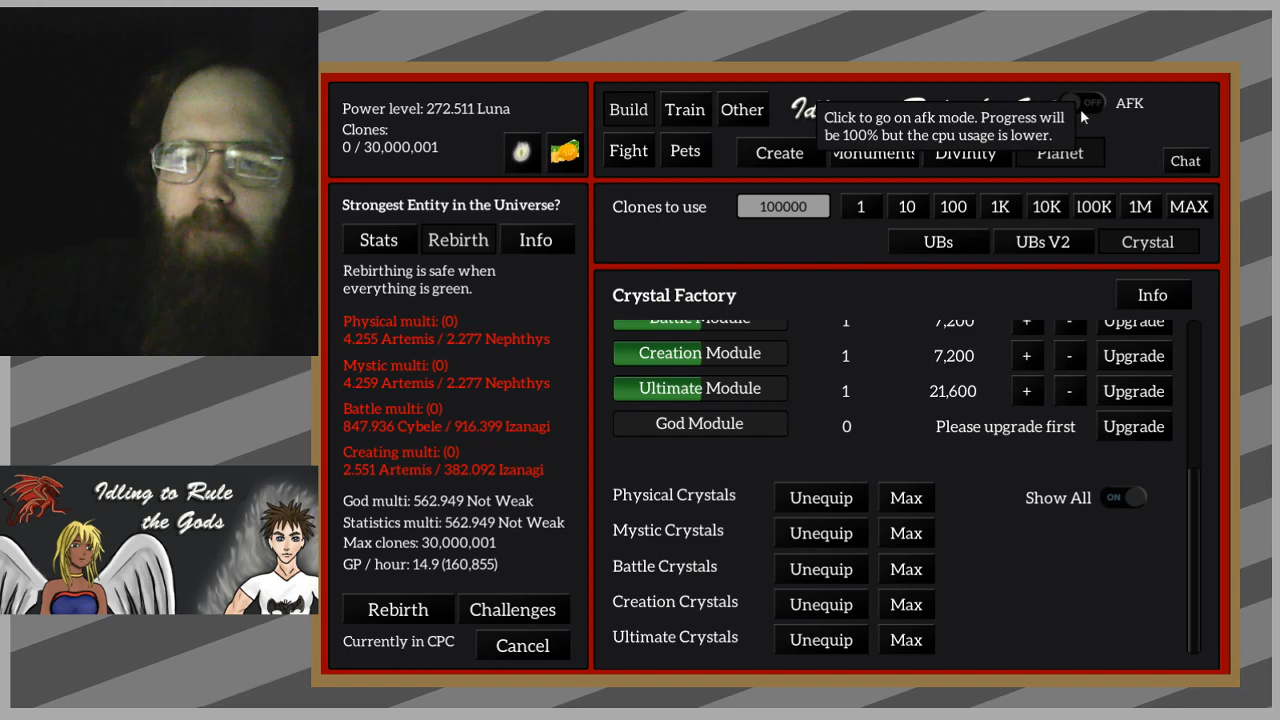 Power level: 272.511 Luna
Clones:
0 / 30,000,001
Build
Train
Other
Click to go on afk mode. Progress will
be 100% but the cpu usage is lower.
OFF
AFK
Fight
Pets
Create
Monuments
Divinity
Planet
Chat
Strongest Entity in the Universe?
Stats
Rebirth
Info
Rebirthing is safe when
everything is green.
Physical multi: (0)
4.255 Artemis / 2.277 Nephthys
Mystic multi: (0)
4.259 Artemis / 2.277 Nephthys
Battle multi: (0)
847.936 Cybele / 916.399 Izanagi
Creating multi: (0)
2.551 Artemis / 382.092 Izanagi
God multi: 562.949 Not Weak
Statistics multi: 562.949 Not Weak
Max clones: 30,000,001
GP / hour: 14.9 (160,855)
Rebirth
Challenges
Currently in CPC
Cancel
Clones to use
100000
1
10
100
1K
10K
100K
1M
MAX
UBs
UBs V2
Crystal
Crystal Factory
Info
Battle Module 1 7,200 + - Upgrade
Creation Module 1 7,200 + - Upgrade
Ultimate Module 1 21,600 + - Upgrade
God Module 0 Please upgrade first Upgrade
Physical Crystals Unequip Max Show All ON
Mystic Crystals Unequip Max
Battle Crystals Unequip Max
Creation Crystals Unequip Max
Ultimate Crystals Unequip Max
Idling to Rule
the Gods